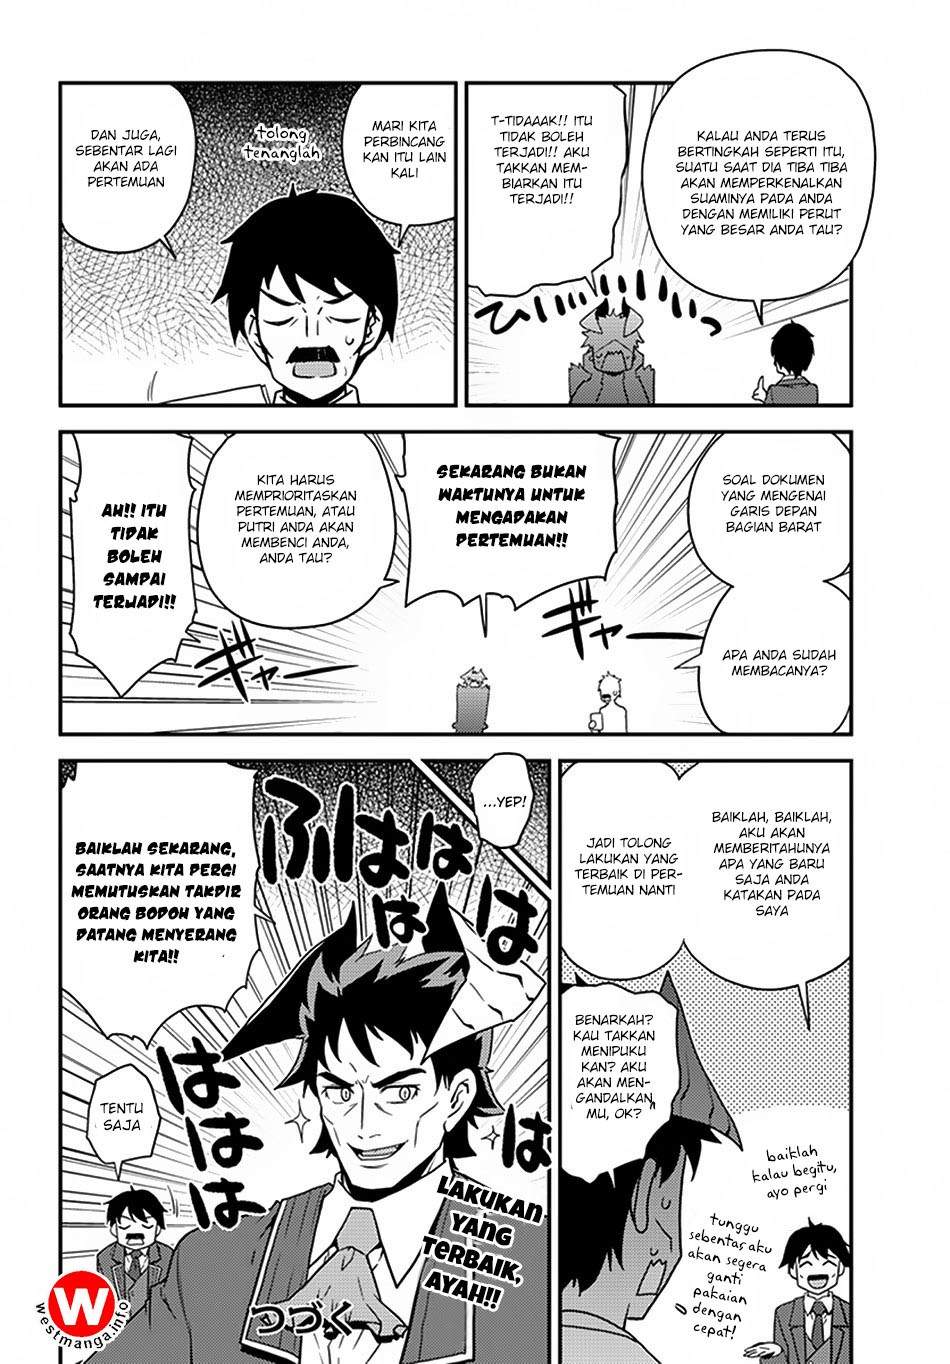 KALAU ANDA TERUS
BERTINGKAH SEPERTI ITU,
SUATU SAAT DIA TIBA TIBA
AKAN MEMPERKENALKAN
SUAMINYA PADA ANDA
DENGAN MEMILIKI PERUT
YANG BESAR ANDA TAU?
T-TIDAAAK!! ITU
TIDAK BOLEH
TERJADI!! AKU
TAKKAN MEM-
BIARKAN ITU
TERJADI!!
ひいいいいいっ
MARI KITA
PERBINCANG
KAN ITU LAIN
KALI
tolong
tenanglah
DAN JUGA,
SEBENTAR LAGI
AKAN ADA
PERTEMUAN
SOAL DOKUMEN
YANG MENGENAI
GARIS DEPAN
BAGIAN BARAT
APA ANDA SUDAH
MEMBACANYA?
SEKARANG BUKAN
WAKTUNYA UNTUK
MENGADAKAN
PERTEMUAN!!
ギャー
KITA HARUS
MEMPRIORITASKAN
PERTEMUAN, ATAU
PUTRI ANDA AKAN
MEMBENCI ANDA,
ANDA TAU?
ギャー
AH!! ITU
TIDAK
BOLEH
SAMPAI
TERJADI!!
BAIKLAH, BAIKLAH,
AKU AKAN
MEMBERITAHUNYA
APA YANG BARU
SAJA ANDA
KATAKAN PADA
SAYA
JADI TOLONG
LAKUKAN YANG
TERBAIK DI PER-
TEMUAN NANTI
BENARKAH?
KAU TAKKAN
MENIPUKU
KAN? AKU
AKAN MEN-
GANDALKAN
MU, OK?
baiklah
kalau begitu,
ayo pergi
tunggu
sebentar, aku
akan segera
ganti
pakaian
dengan
cepat!
...YEP!
ふはははははははは
BAIKLAH SEKARANG,
SAATNYA KITA PERGI
MEMUTUSKAN TAKDIR
ORANG BODOH YANG
DATANG MENYERANG
KITA!!
TENTU
SAJA
LAKUKAN
YANG
TERBAIK,
AYAH!!
つづく
W
westmanga.info